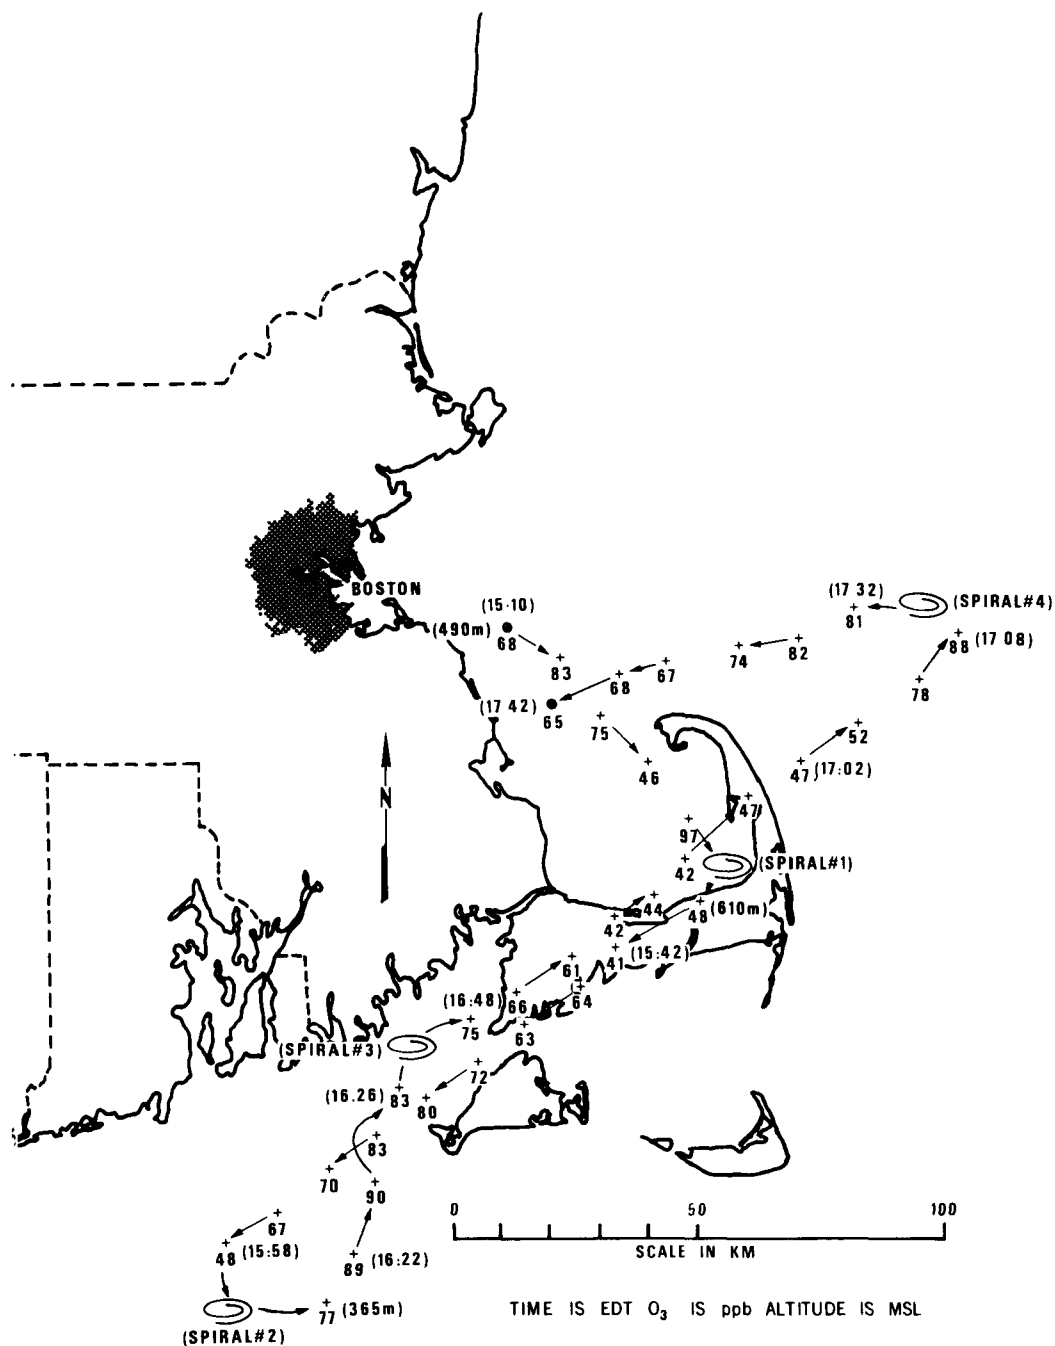 BOSTON
(15·10)
(490m)
68
83
(17 32)
81
(SPIRAL#4)
88 (17 08)
82
74
67
68
78
(17 42)
65
75
46
52
47 (17:02)
N
47
97
42
(SPIRAL#1)
44
48 (610m)
42
41 (15:42)
61
64
66
(16:48)
75
63
(SPIRAL#3)
72
(16.26)
83
80
83
70
90
67
48 (15:58)
89 (16:22)
77 (365m)
(SPIRAL#2)
0 50 100
SCALE IN KM
TIME IS EDT O₃ IS ppb ALTITUDE IS MSL